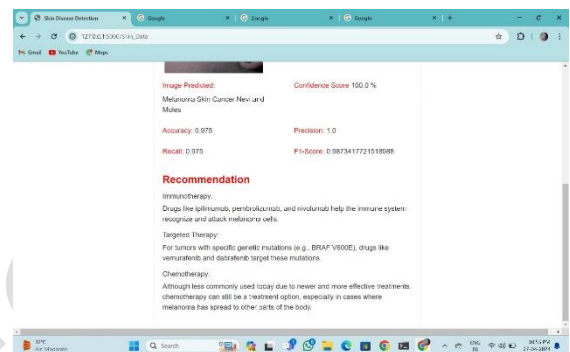 Skin Disease Detection
Google
Google
Google
127.0.0.1:5000/Skin_Data
Gmail YouTube Maps
Image Predicted: Confidence Score 100.0 %
Melanoma Skin Cancer Nevi and
Moles
Accuracy: 0.975 Precision: 1.0
Recall: 0.975 F1-Score: 0.9873417721518988
Recommendation
Immunotherapy:
Drugs like ipilimumab, pembrolizumab, and nivolumab help the immune system
recognize and attack melanoma cells.
Targeted Therapy:
For tumors with specific genetic mutations (e.g., BRAF V600E), drugs like
vemurafenib and dabrafenib target these mutations.
Chemotherapy:
Although less commonly used today due to newer and more effective treatments,
chemotherapy can still be a treatment option, especially in cases where
melanoma has spread to other parts of the body.
Air: Moderate
Search
ENG
IN
27-04-2024